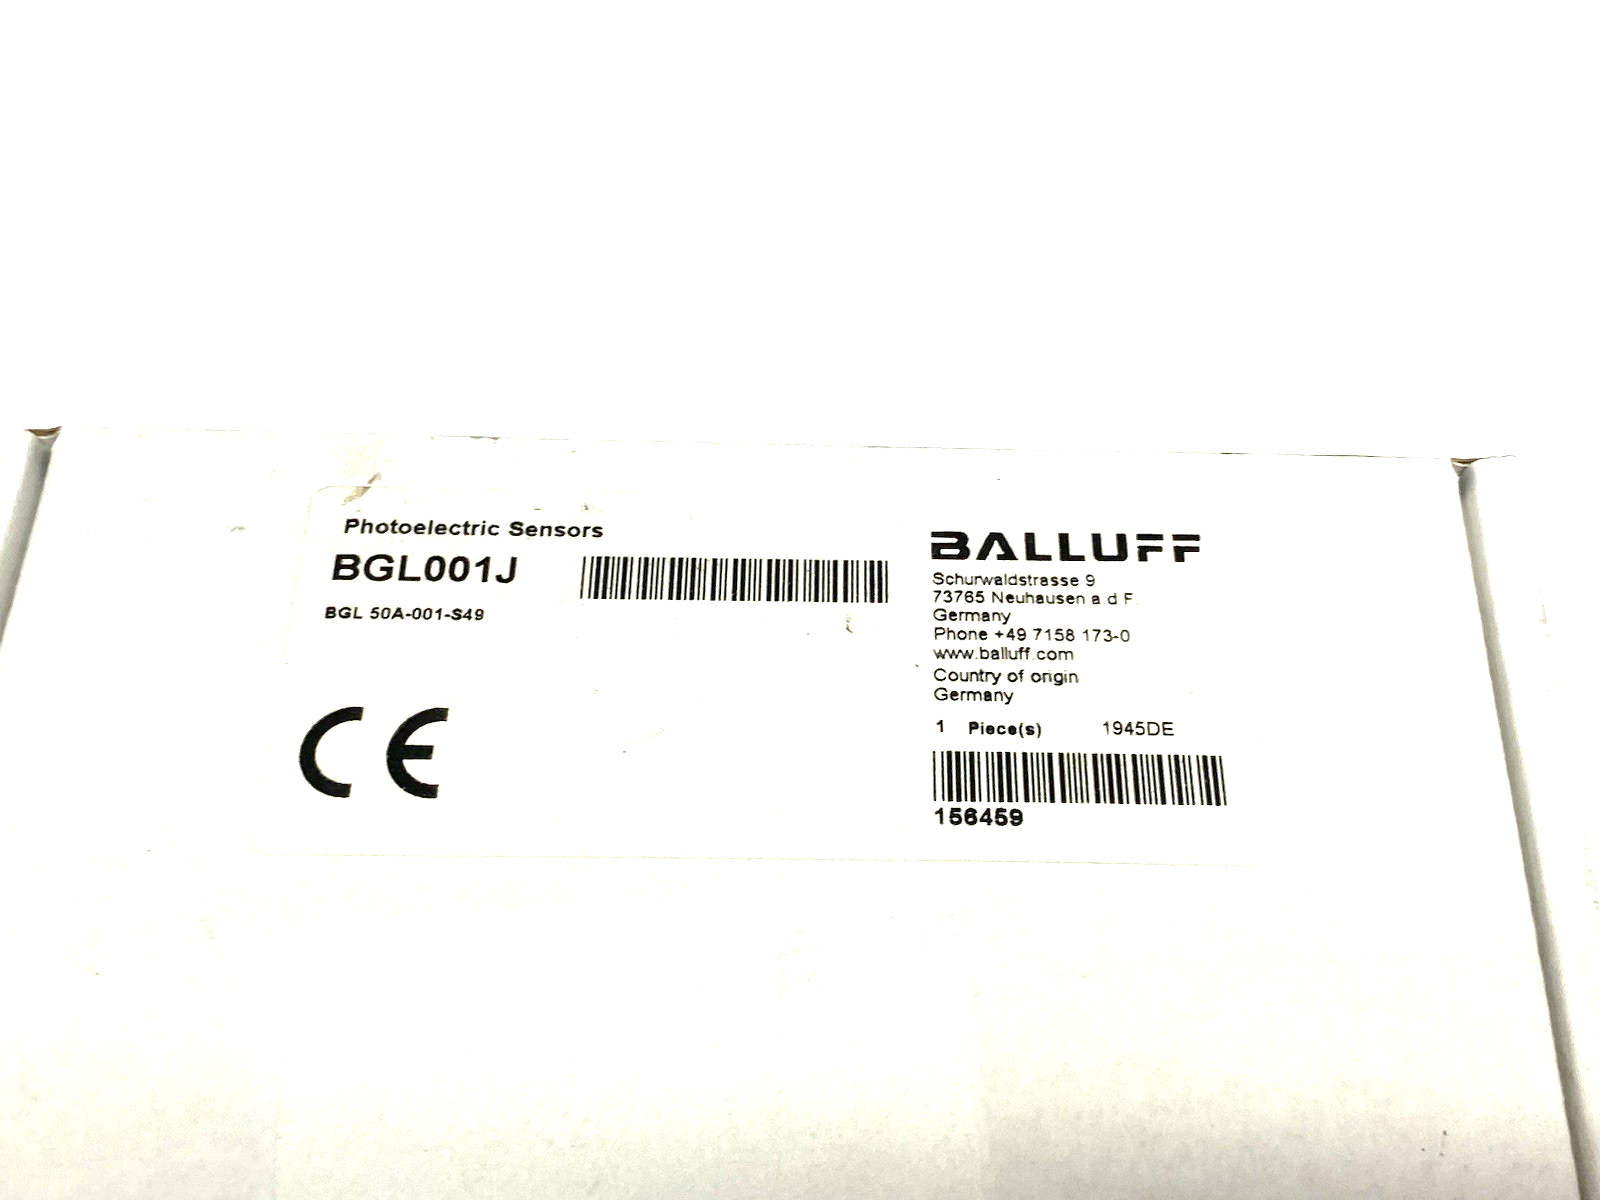 Photoelectric Sensors
BGL001J
BGL 50A-001-S49
CE
BALLUFF
Schurwaldstrasse 9
73765 Neuhausen a d F.
Germany
Phone +49 7158 173-0
www.balluff.com
Country of origin
Germany
1 Piece(s) 1945DE
156459